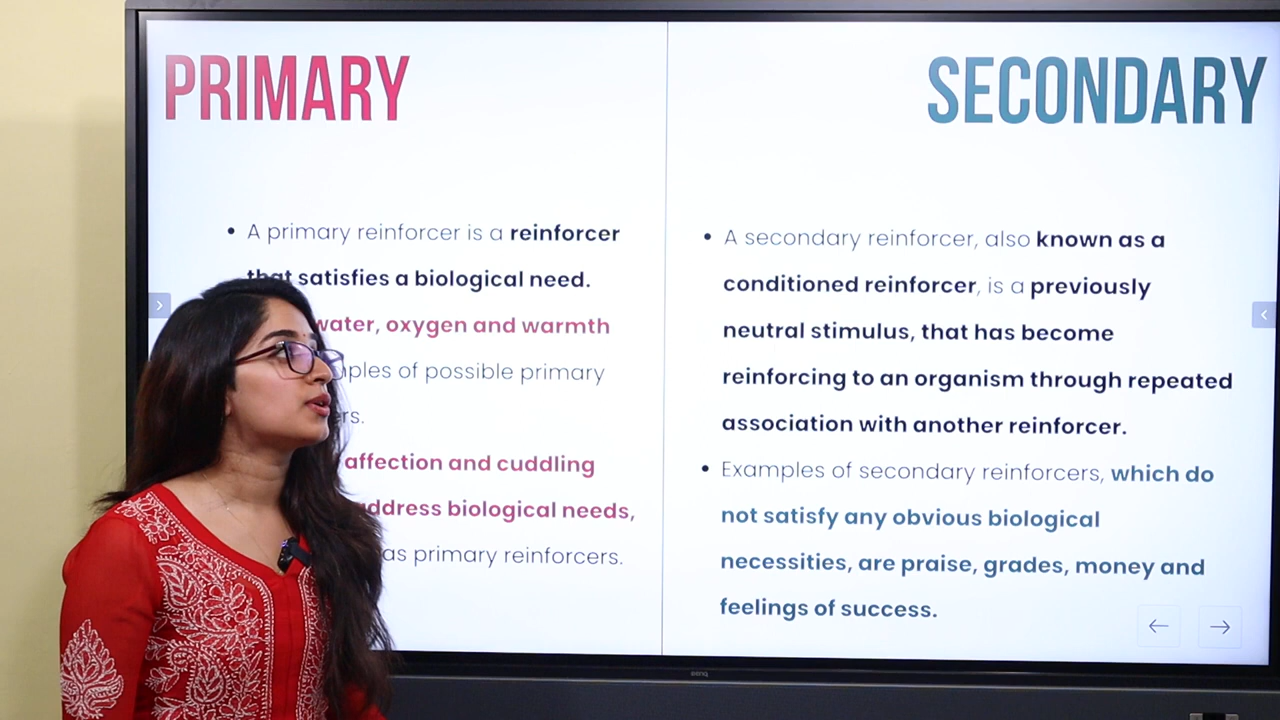 PRIMARY
A primary reinforcer is a reinforcer
that satisfies a biological need.
water, oxygen and warmth
of possible primary
affection and cuddling
address biological needs,
as primary reinforcers.
SECONDARY
A secondary reinforcer, also known as a
conditioned reinforcer, is a previously
neutral stimulus, that has become
reinforcing to an organism through repeated
association with another reinforcer.
Examples of secondary reinforcers, which do
not satisfy any obvious biological
necessities, are praise, grades, money and
feelings of success.
BenQ